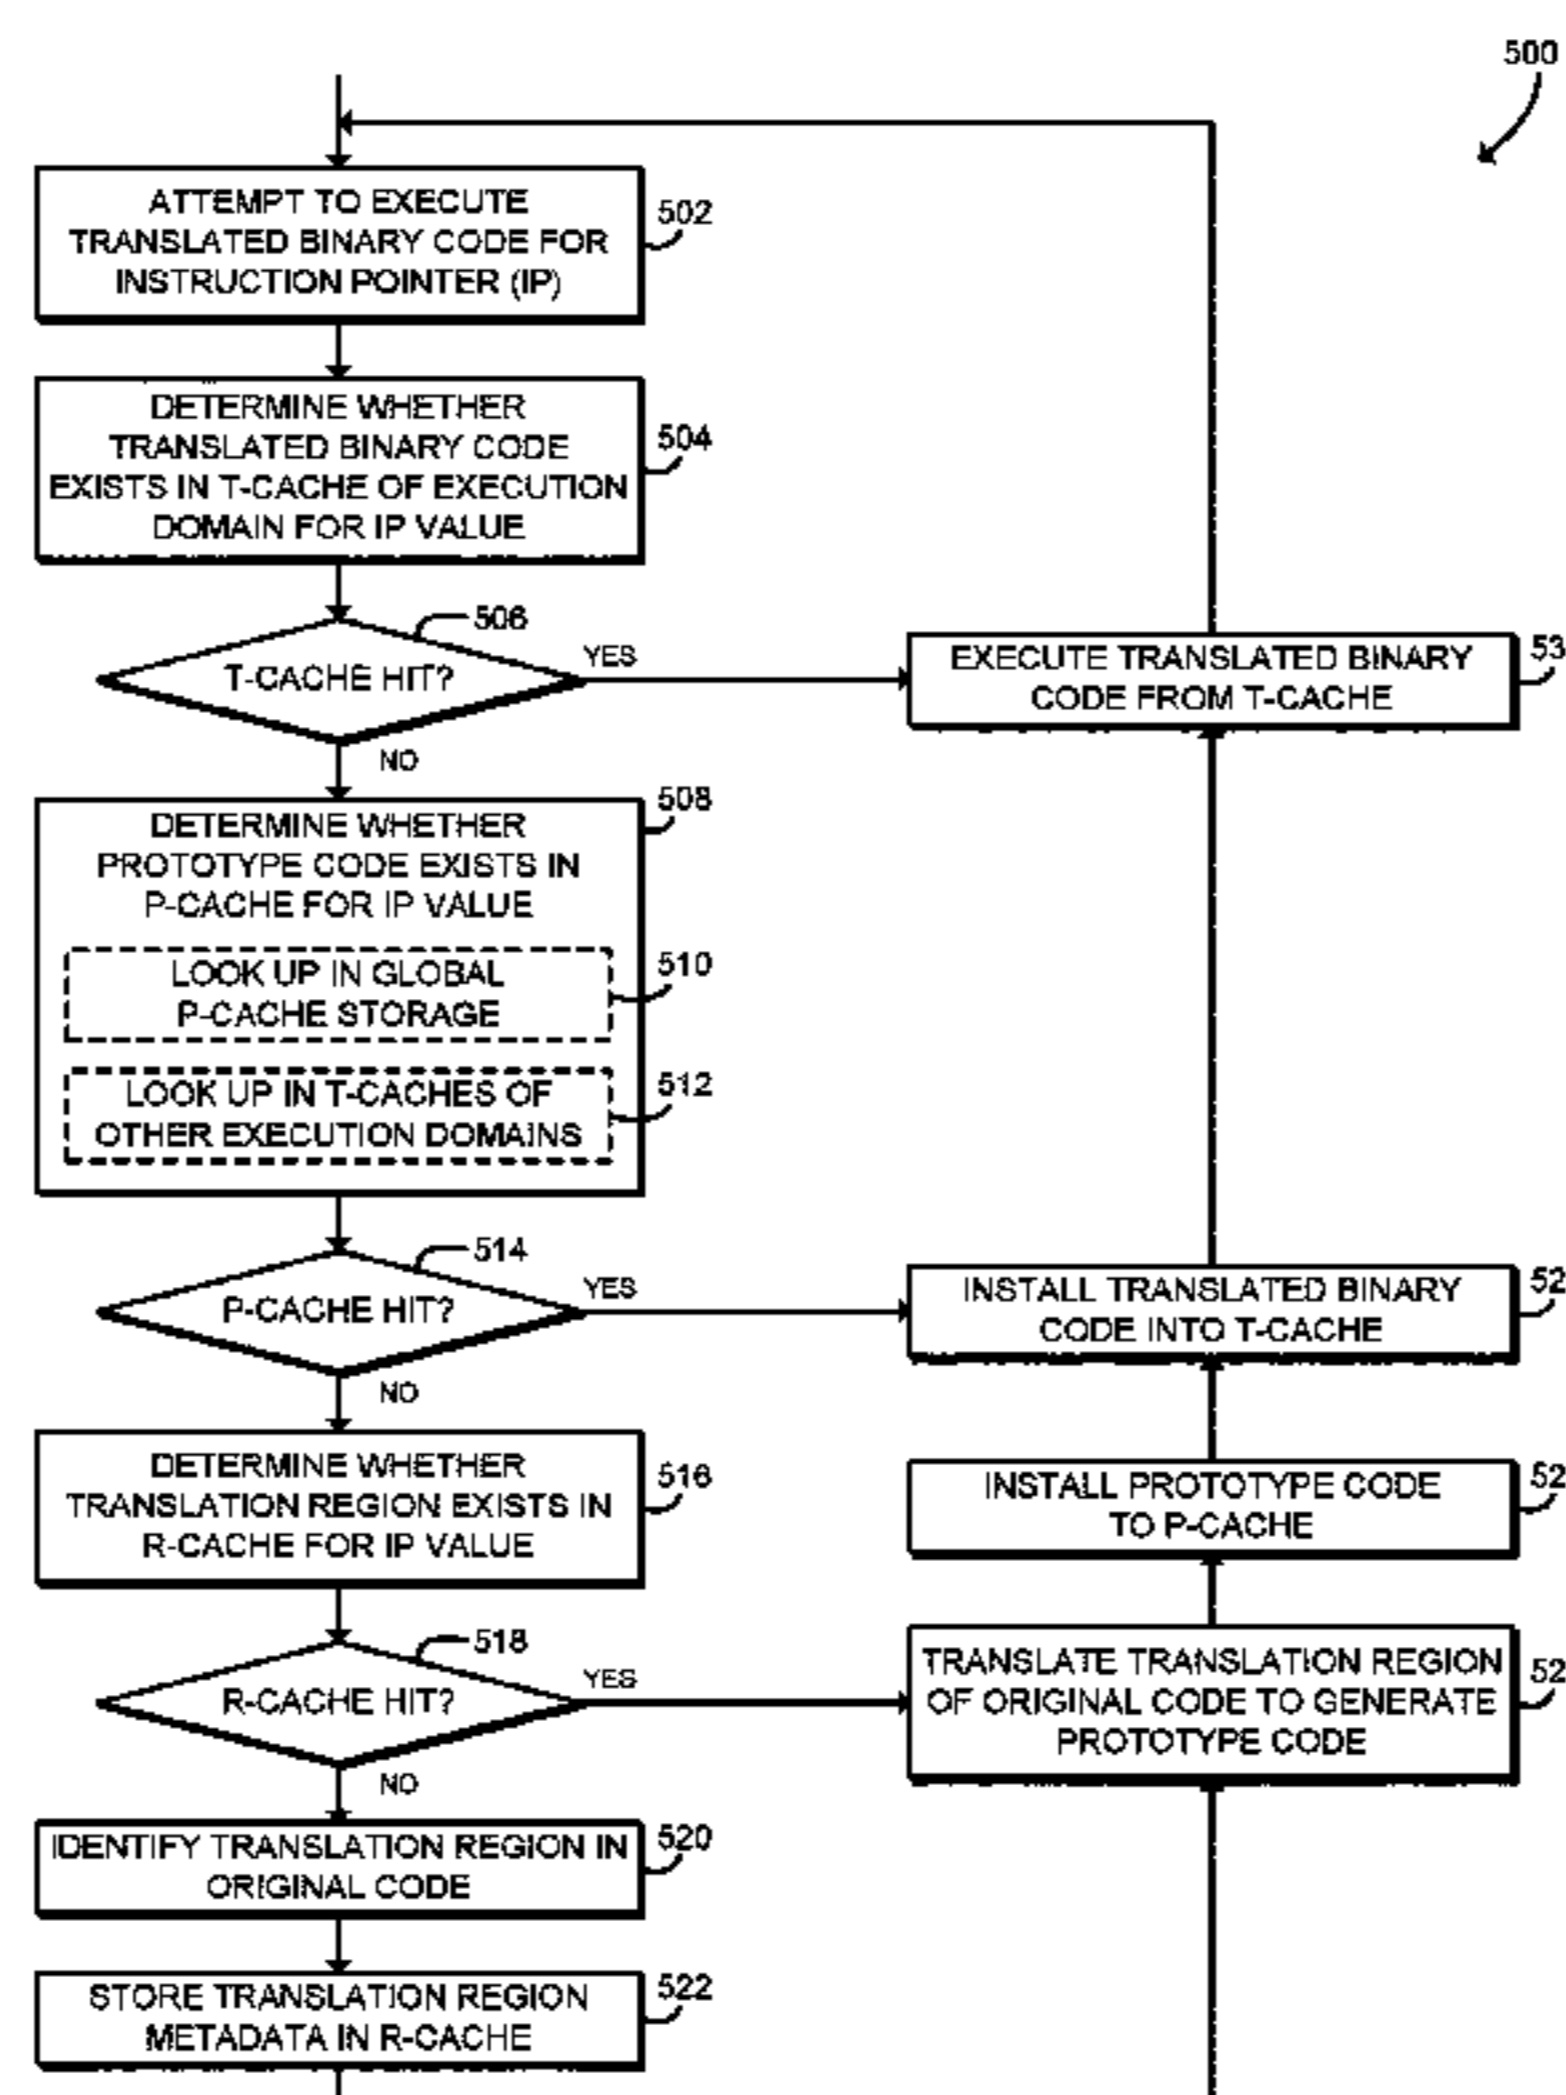 500
ATTEMPT TO EXECUTE
TRANSLATED BINARY CODE FOR
INSTRUCTION POINTER (IP)
502
DETERMINE WHETHER
TRANSLATED BINARY CODE
EXISTS IN T-CACHE OF EXECUTION
DOMAIN FOR IP VALUE
504
506
T-CACHE HIT?
YES
NO
EXECUTE TRANSLATED BINARY
CODE FROM T-CACHE
53
DETERMINE WHETHER
PROTOTYPE CODE EXISTS IN
P-CACHE FOR IP VALUE
508
LOOK UP IN GLOBAL
P-CACHE STORAGE
510
LOOK UP IN T-CACHES OF
OTHER EXECUTION DOMAINS
512
514
P-CACHE HIT?
YES
NO
INSTALL TRANSLATED BINARY
CODE INTO T-CACHE
52
DETERMINE WHETHER
TRANSLATION REGION EXISTS IN
R-CACHE FOR IP VALUE
516
INSTALL PROTOTYPE CODE
TO P-CACHE
52
518
R-CACHE HIT?
YES
NO
TRANSLATE TRANSLATION REGION
OF ORIGINAL CODE TO GENERATE
PROTOTYPE CODE
52
IDENTIFY TRANSLATION REGION IN
ORIGINAL CODE
520
STORE TRANSLATION REGION
METADATA IN R-CACHE
522